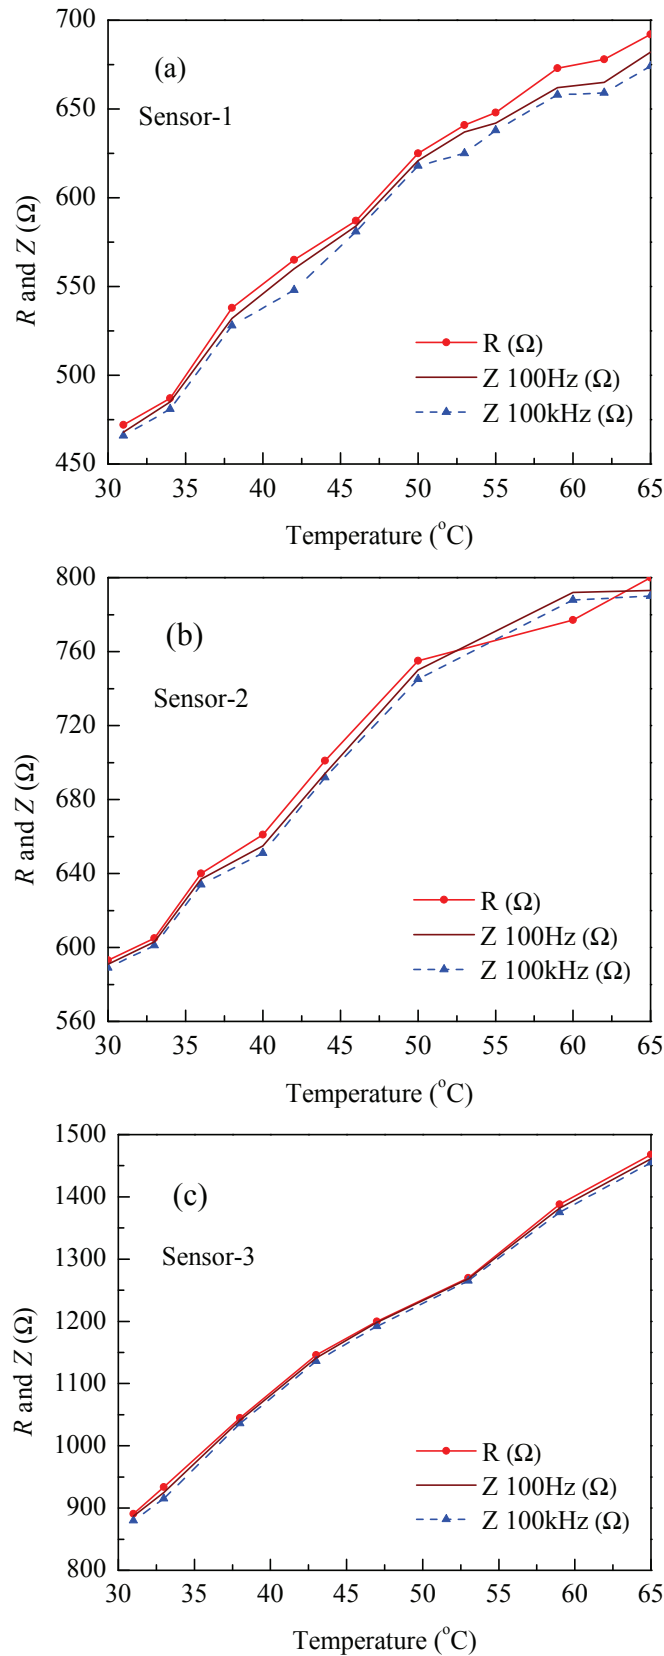 700
650
600
550
500
450
R and Z (Ω)
(a)
Sensor-1
R (Ω)
Z 100Hz (Ω)
Z 100kHz (Ω)
30 35 40 45 50 55 60 65
Temperature (°C)
800
760
720
680
640
600
560
R and Z (Ω)
(b)
Sensor-2
R (Ω)
Z 100Hz (Ω)
Z 100kHz (Ω)
30 35 40 45 50 55 60 65
Temperature (°C)
1500
1400
1300
1200
1100
1000
900
800
R and Z (Ω)
(c)
Sensor-3
R (Ω)
Z 100Hz (Ω)
Z 100kHz (Ω)
30 35 40 45 50 55 60 65
Temperature (°C)